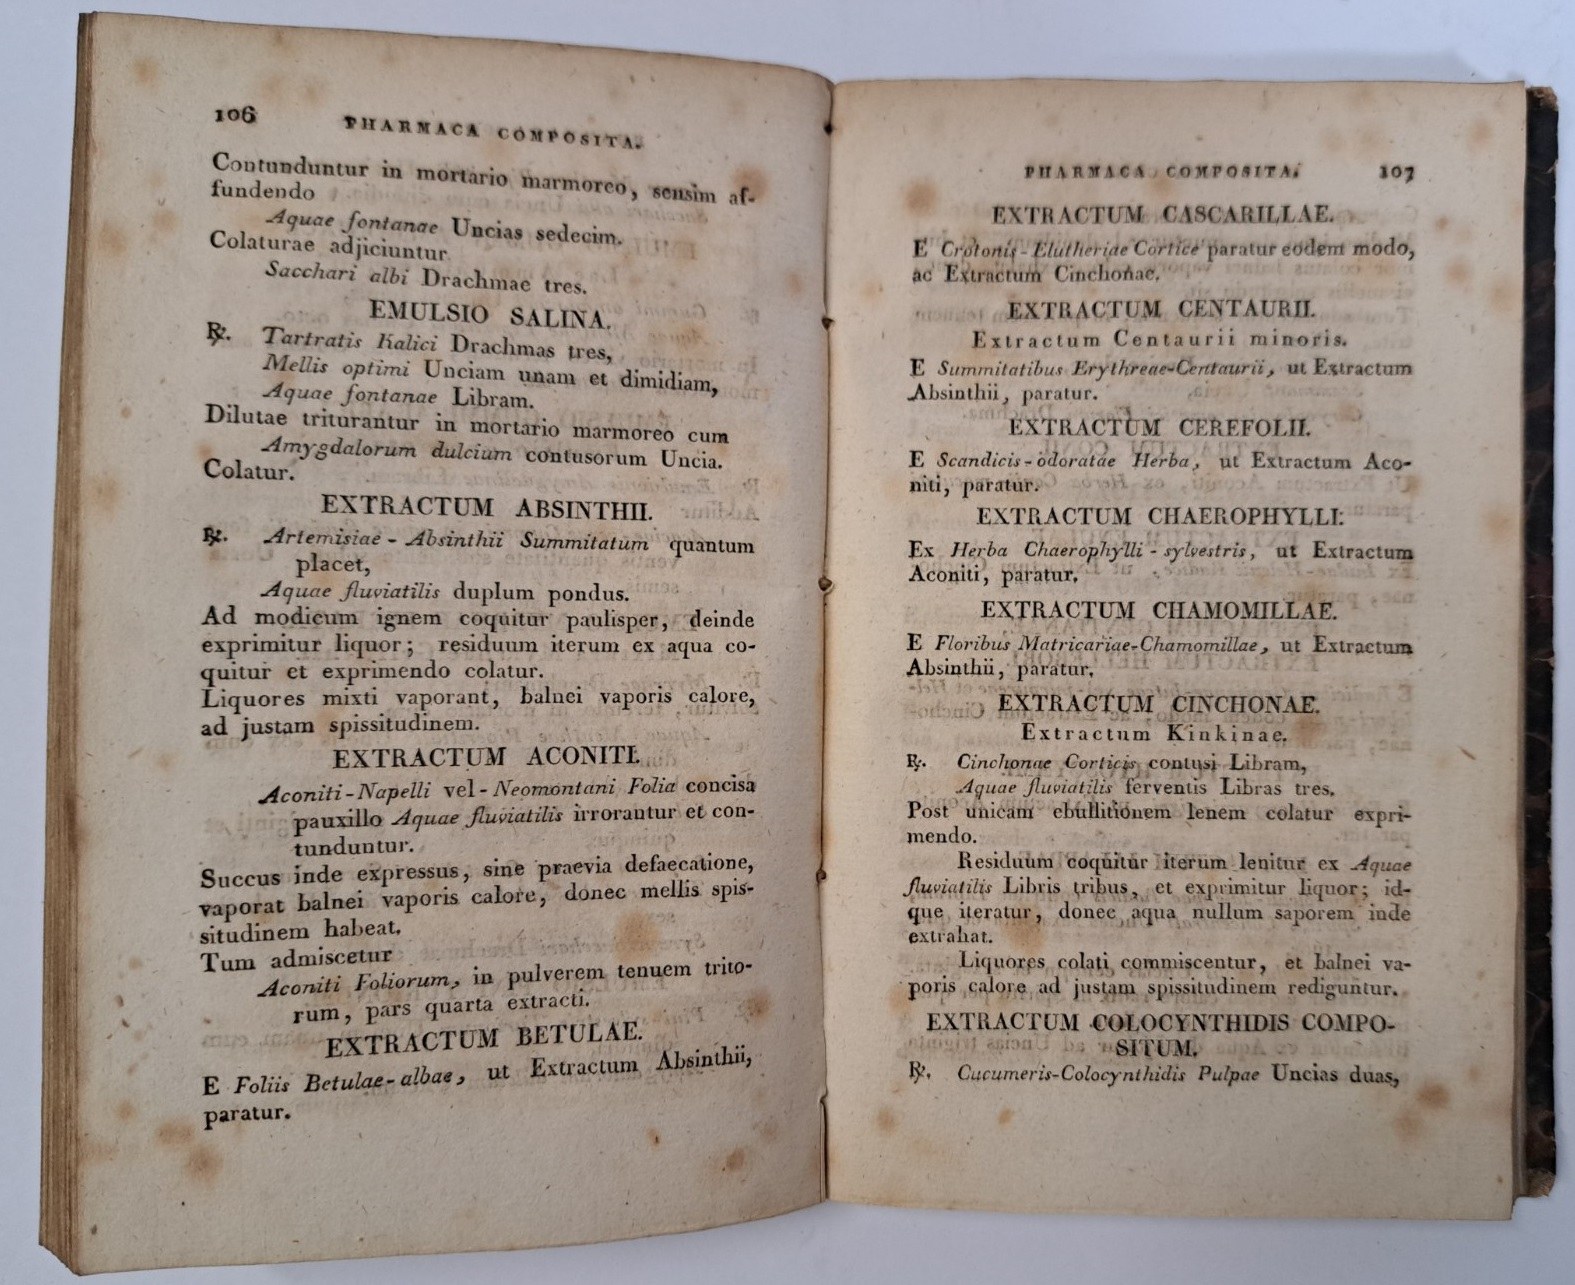 106
PHARMACA COMPOSITA.
Contunduntur in mortario marmoreo, sensim af-
fundendo
Aquae fontanae Uncias sedecim.
Colaturae adjiciuntur
Sacchari albi Drachmae tres.
EMULSIO SALINA.
℞. Tartratis Kalici Drachmas tres,
Mellis optimi Unciam unam et dimidiam,
Aquae fontanae Libram.
Dilutae triturantur in mortario marmoreo cum
Amygdalorum dulcium contusorum Uncia.
Colatur.
EXTRACTUM ABSINTHII.
℞. Artemisiae - Absinthii Summitatum quantum
placet,
Aquae fluviatilis duplum pondus.
Ad modicum ignem coquitur paulisper, deinde
exprimitur liquor; residuum iterum ex aqua co-
quitur et exprimendo colatur.
Liquores mixti vaporant, balnei vaporis calore,
ad justam spissitudinem.
EXTRACTUM ACONITI.
Aconiti-Napelli vel - Neomontani Folia concisa
pauxillo Aquae fluviatilis irrorantur et con-
tunduntur.
Succus inde expressus, sine praevia defaecatione,
vaporat balnei vaporis calore, donec mellis spis-
situdinem habeat.
Tum admiscetur
Aconiti Foliorum, in pulverem tenuem trito-
rum, pars quarta extracti.
EXTRACTUM BETULAE.
E Foliis Betulae-albae, ut Extractum Absinthii,
paratur.
PHARMACA COMPOSITA. 107
EXTRACTUM CASCARILLAE.
E Crotonis - Elutheriae Cortice paratur eodem modo,
ac Extractum Cinchonae.
EXTRACTUM CENTAURII.
Extractum Centaurii minoris.
E Summitatibus Erythreae-Centaurii, ut Extractum
Absinthii, paratur.
EXTRACTUM CEREFOLII.
E Scandicis - odoratae Herba, ut Extractum Aco-
niti, paratur.
EXTRACTUM CHAEROPHYLLI.
Ex Herba Chaerophylli - sylvestris, ut Extractum
Aconiti, paratur.
EXTRACTUM CHAMOMILLAE.
E Floribus Matricariae-Chamomillae, ut Extractum
Absinthii, paratur.
EXTRACTUM CINCHONAE.
Extractum Kinkinae.
℞. Cinchonae Corticis contusi Libram,
Aquae fluviatilis ferventis Libras tres.
Post unicam ebullitionem lenem colatur expri-
mendo.
Residuum coquitur iterum lenitur ex Aquae
fluviatilis Libris tribus, et exprimitur liquor; id-
que iteratur, donec aqua nullum saporem inde
extrahat.
Liquores colati commiscentur, et balnei va-
poris calore ad justam spissitudinem rediguntur.
EXTRACTUM COLOCYNTHIDIS COMPO-
SITUM.
℞. Cucumeris-Colocynthidis Pulpae Uncias duas,